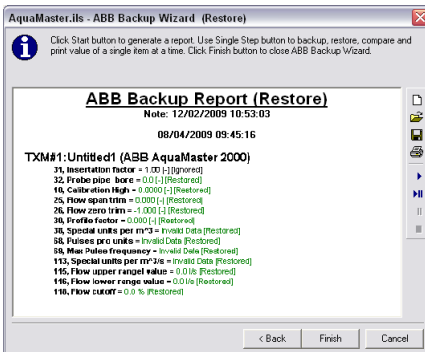 AquaMaster.ils - ABB Backup Wizard (Restore)
Click Start button to generate a report. Use Single Step button to backup, restore, compare and
print value of a single item at a time. Click Finish button to close ABB Backup Wizard.
ABB Backup Report (Restore)
Note: 12/02/2009 10:53:03
08/04/2009 09:45:16
TXM#1:Untitled1 (ABB AquaMaster 2000)
31, Insertation factor = 1.00 [-] [Ignored]
32, Probe pipe bore = 0.0 [-] [Restored]
10, Calibration High = 0.0000 [-] [Restored]
25, Flow span trim = 0.000 [-] [Restored]
26, Flow zero trim = -1.000 [-] [Restored]
30, Profile factor = 0.000 [-] [Restored]
38, Special units per m^3 = Invalid Data [Restored]
68, Pulses pro units = Invalid Data [Restored]
69, Max Pulse frequency = Invalid Data [Restored]
113, Special units per m^3/s = Invalid Data [Restored]
115, Flow upper rangel value = 0.0 l/s [Restored]
116, Flow lower range value = 0.0 l/s [Restored]
118, Flow cutoff = 0.0 % [Restored]
< Back Finish Cancel